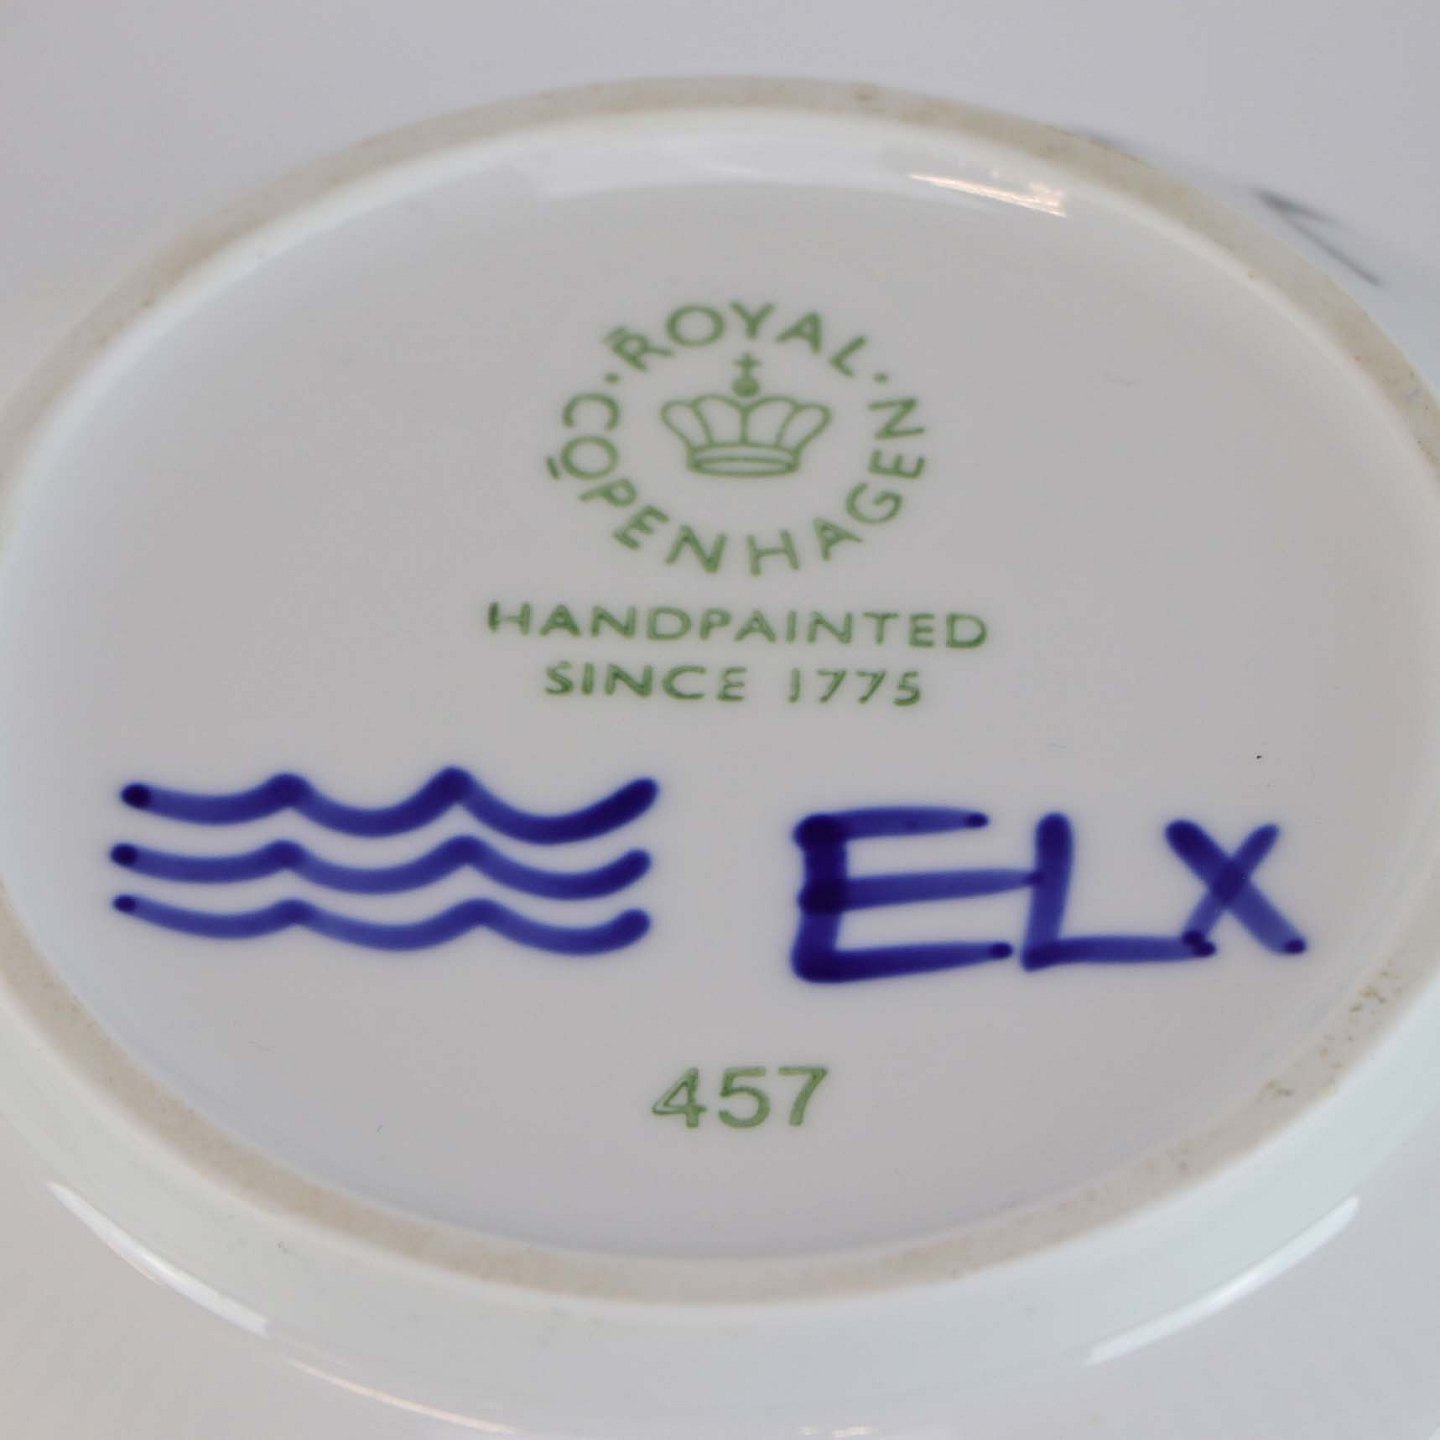 ROYAL
COPENHAGEN
HANDPAINTED
SINCE 1775
ELX
457